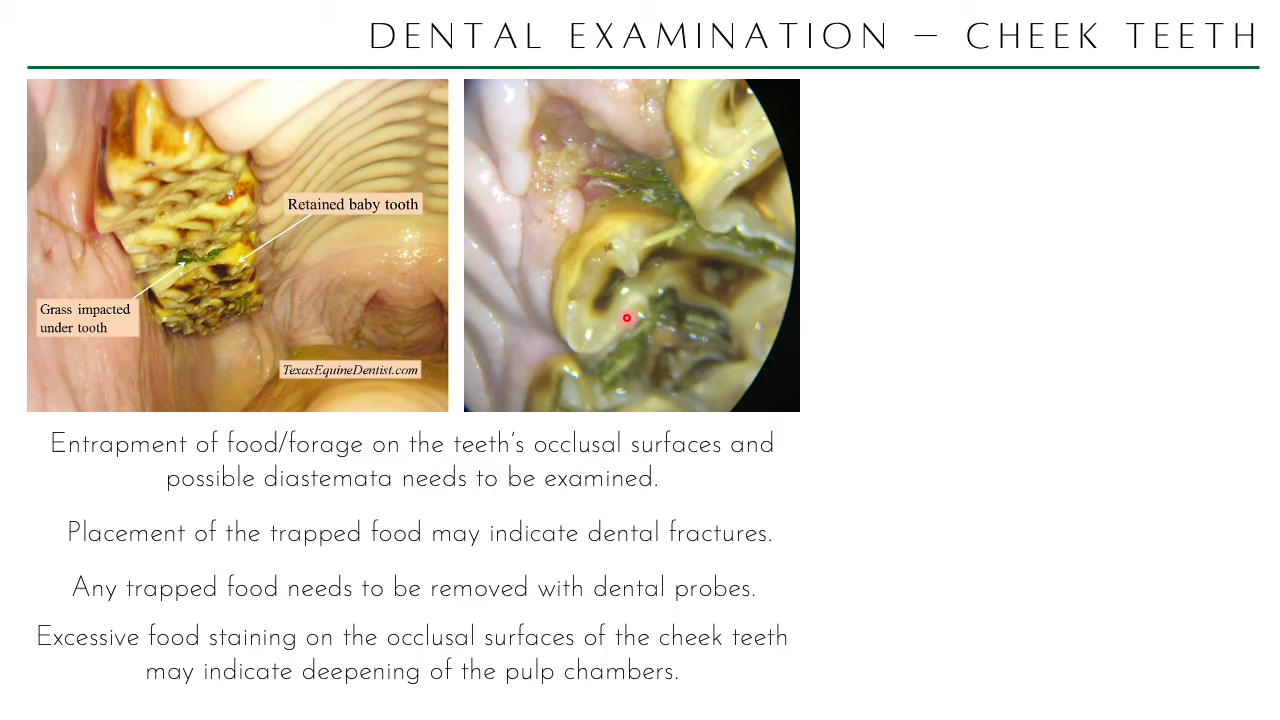 DENTAL EXAMINATION – CHEEK TEETH
Retained baby tooth
Grass impacted
under tooth
TexasEquineDentist.com
Entrapment of food/forage on the teeth's occlusal surfaces and
possible diastemata needs to be examined.
Placement of the trapped food may indicate dental fractures.
Any trapped food needs to be removed with dental probes.
Excessive food staining on the occlusal surfaces of the cheek teeth
may indicate deepening of the pulp chambers.